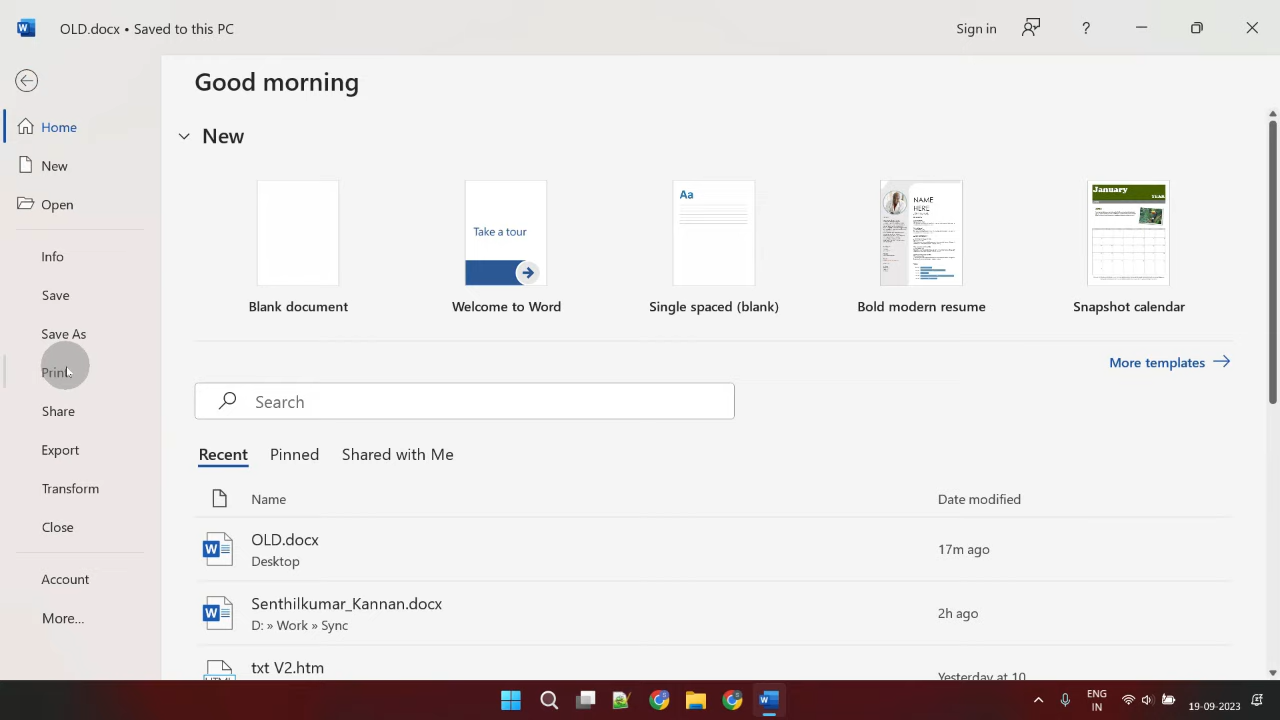 OLD.docx • Saved to this PC
Sign in
?
Good morning
Home
New
Open
Info
Save
Save As
Print
Share
Export
Transform
Close
Account
More...
New
Take a tour
Aa
NAME
HERE
January
YEAR
Blank document
Welcome to Word
Single spaced (blank)
Bold modern resume
Snapshot calendar
More templates
Search
Recent
Pinned
Shared with Me
Name
Date modified
OLD.docx
17m ago
Desktop
Senthilkumar_Kannan.docx
2h ago
D: » Work » Sync
txt V2.htm
Yesterday at 10
ENG
IN
19-09-2023